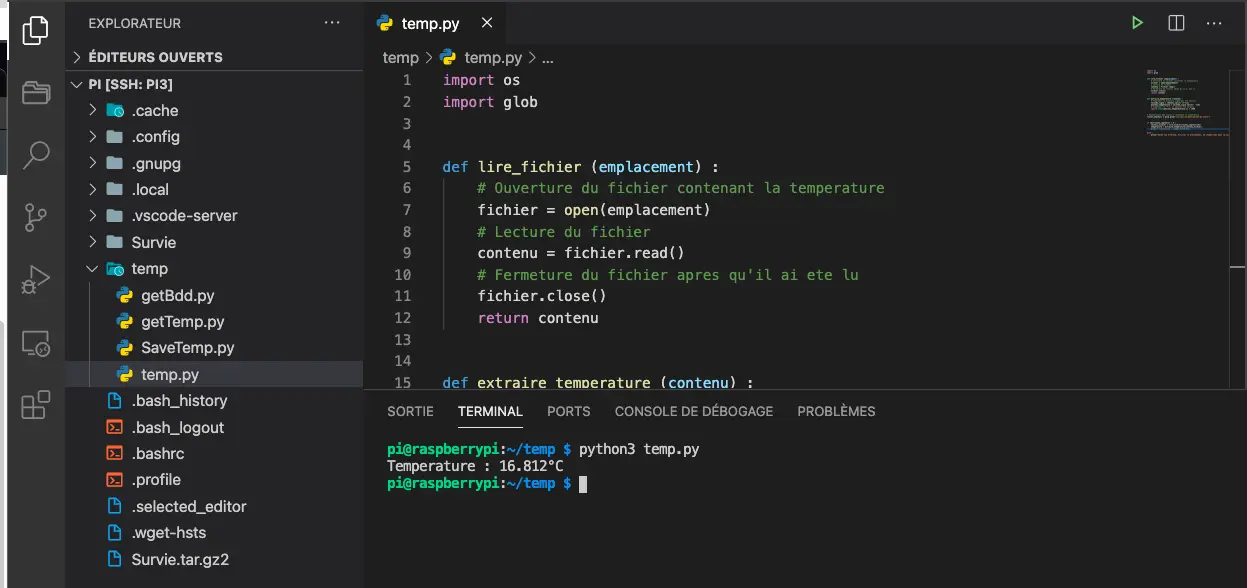 EXPLORATEUR
ÉDITEURS OUVERTS
PI [SSH: PI3]
.cache
.config
.gnupg
.local
.vscode-server
Survie
temp
getBdd.py
getTemp.py
SaveTemp.py
temp.py
.bash_history
.bash_logout
.bashrc
.profile
.selected_editor
.wget-hsts
Survie.tar.gz2
temp.py
temp > temp.py > ...
1 import os
2 import glob
3
4
5 def lire_fichier (emplacement) :
6 # Ouverture du fichier contenant la temperature
7 fichier = open(emplacement)
8 # Lecture du fichier
9 contenu = fichier.read()
10 # Fermeture du fichier apres qu'il ai ete lu
11 fichier.close()
12 return contenu
13
14
15 def extraire_temperature (contenu) :
SORTIE TERMINAL PORTS CONSOLE DE DÉBOGAGE PROBLÈMES
pi@raspberrypi:~/temp $ python3 temp.py
Temperature : 16.812°C
pi@raspberrypi:~/temp $